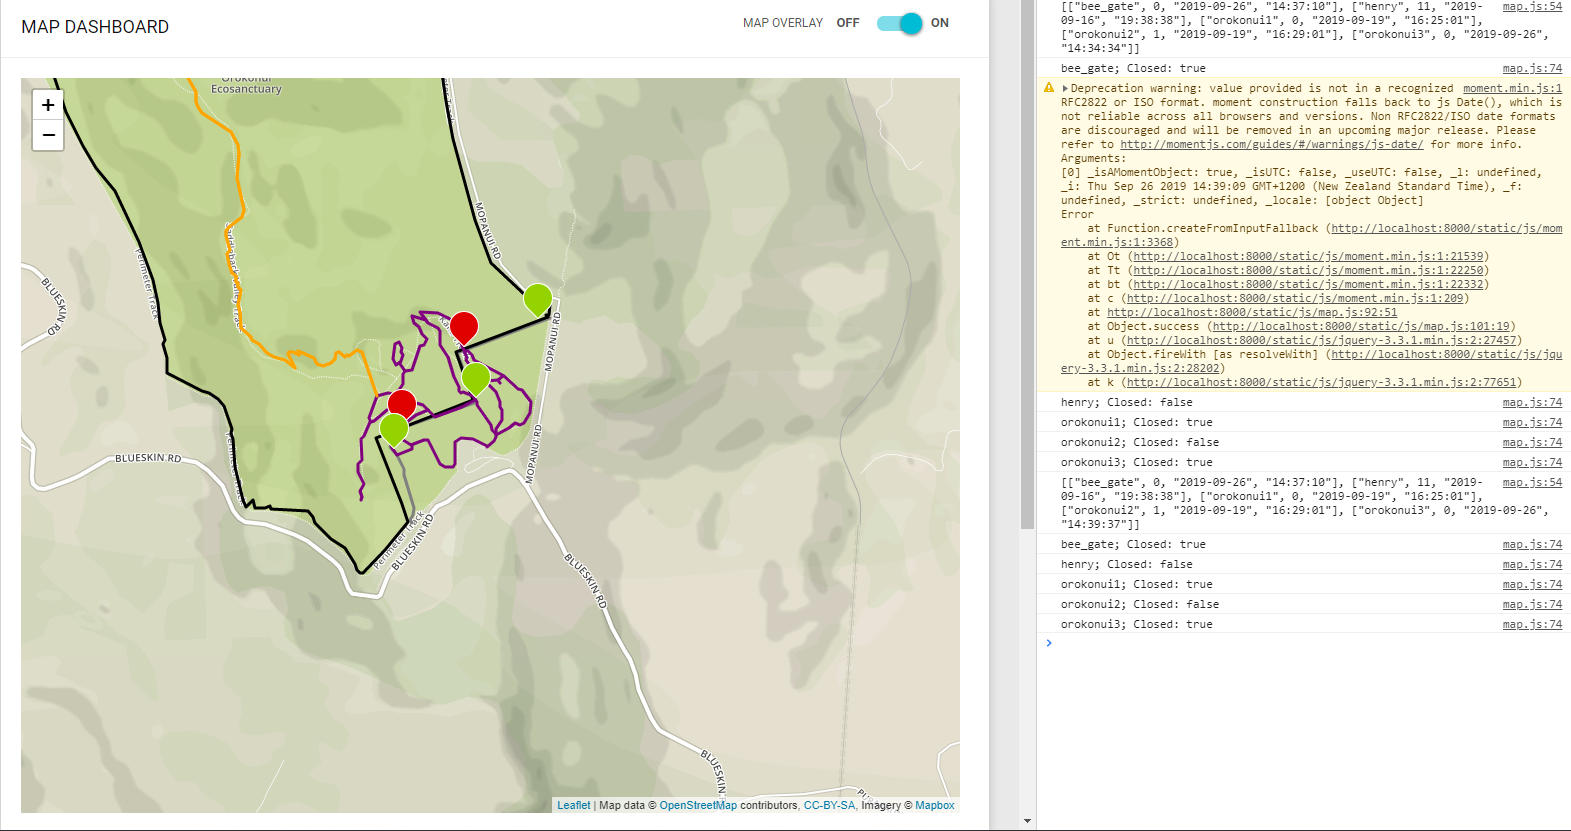 MAP DASHBOARD
MAP OVERLAY OFF ON
+
−
Orokonui
Ecosanctuary
MOPANUI RD
Perimeter Track
BLUESKIN RD
MOPANUI RD
MOPANUI RD
BLUESKIN RD
Perimeter Track
Perimeter Track
BLUESKIN RD
BLUESKIN RD
BLUESKIN R
Leaflet | Map data © OpenStreetMap contributors, CC-BY-SA, Imagery © Mapbox
[["bee_gate", 0, "2019-09-26", "14:37:10"], ["henry", 11, "2019- map.js:54
09-16", "19:38:38"], ["orokonui1", 0, "2019-09-19", "16:25:01"],
["orokonui2", 1, "2019-09-19", "16:29:01"], ["orokonui3", 0, "2019-09-26",
"14:34:34"]]
bee_gate; Closed: true map.js:74
Deprecation warning: value provided is not in a recognized moment.min.js:1
RFC2822 or ISO format. moment construction falls back to js Date(), which is
not reliable across all browsers and versions. Non RFC2822/ISO date formats
are discouraged and will be removed in an upcoming major release. Please
refer to http://momentjs.com/guides/#/warnings/js-date/ for more info.
Arguments:
[0] _isAMomentObject: true, _isUTC: false, _useUTC: false, _l: undefined,
_i: Thu Sep 26 2019 14:39:09 GMT+1200 (New Zealand Standard Time), _f:
undefined, _strict: undefined, _locale: [object Object]
Error
at Function.createFromInputFallback (http://localhost:8000/static/js/mom
ent.min.js:1:3368)
at Ot (http://localhost:8000/static/js/moment.min.js:1:21539)
at Tt (http://localhost:8000/static/js/moment.min.js:1:22250)
at bt (http://localhost:8000/static/js/moment.min.js:1:22332)
at c (http://localhost:8000/static/js/moment.min.js:1:209)
at http://localhost:8000/static/js/map.js:92:51
at Object.success (http://localhost:8000/static/js/map.js:101:19)
at u (http://localhost:8000/static/js/jquery-3.3.1.min.js:2:27457)
at Object.fireWith [as resolveWith] (http://localhost:8000/static/js/jqu
ery-3.3.1.min.js:2:28202)
at k (http://localhost:8000/static/js/jquery-3.3.1.min.js:2:77651)
henry; Closed: false map.js:74
orokonui1; Closed: true map.js:74
orokonui2; Closed: false map.js:74
orokonui3; Closed: true map.js:74
[["bee_gate", 0, "2019-09-26", "14:37:10"], ["henry", 11, "2019- map.js:54
09-16", "19:38:38"], ["orokonui1", 0, "2019-09-19", "16:25:01"],
["orokonui2", 1, "2019-09-19", "16:29:01"], ["orokonui3", 0, "2019-09-26",
"14:39:37"]]
bee_gate; Closed: true map.js:74
henry; Closed: false map.js:74
orokonui1; Closed: true map.js:74
orokonui2; Closed: false map.js:74
orokonui3; Closed: true map.js:74